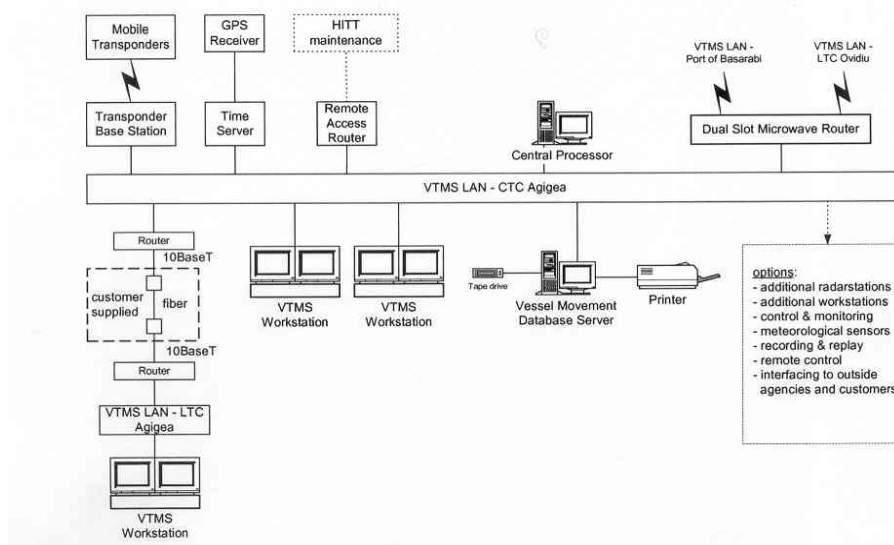 Mobile
Transponders
GPS
Receiver
HITT
maintenance
VTMS LAN -
Port of Basarabi
VTMS LAN -
LTC Ovidiu
Transponder
Base Station
Time
Server
Remote
Access
Router
Central Processor
Dual Slot Microwave Router
VTMS LAN - CTC Agigea
Router
10BaseT
customer
supplied
fiber
10BaseT
Router
VTMS LAN - LTC
Agigea
VTMS
Workstation
VTMS
Workstation
VTMS
Workstation
Tape drive
Vessel Movement
Database Server
Printer
options:
- additional radarstations
- additional workstations
- control & monitoring
- meteorological sensors
- recording & replay
- remote control
- interfacing to outside
agencies and customers